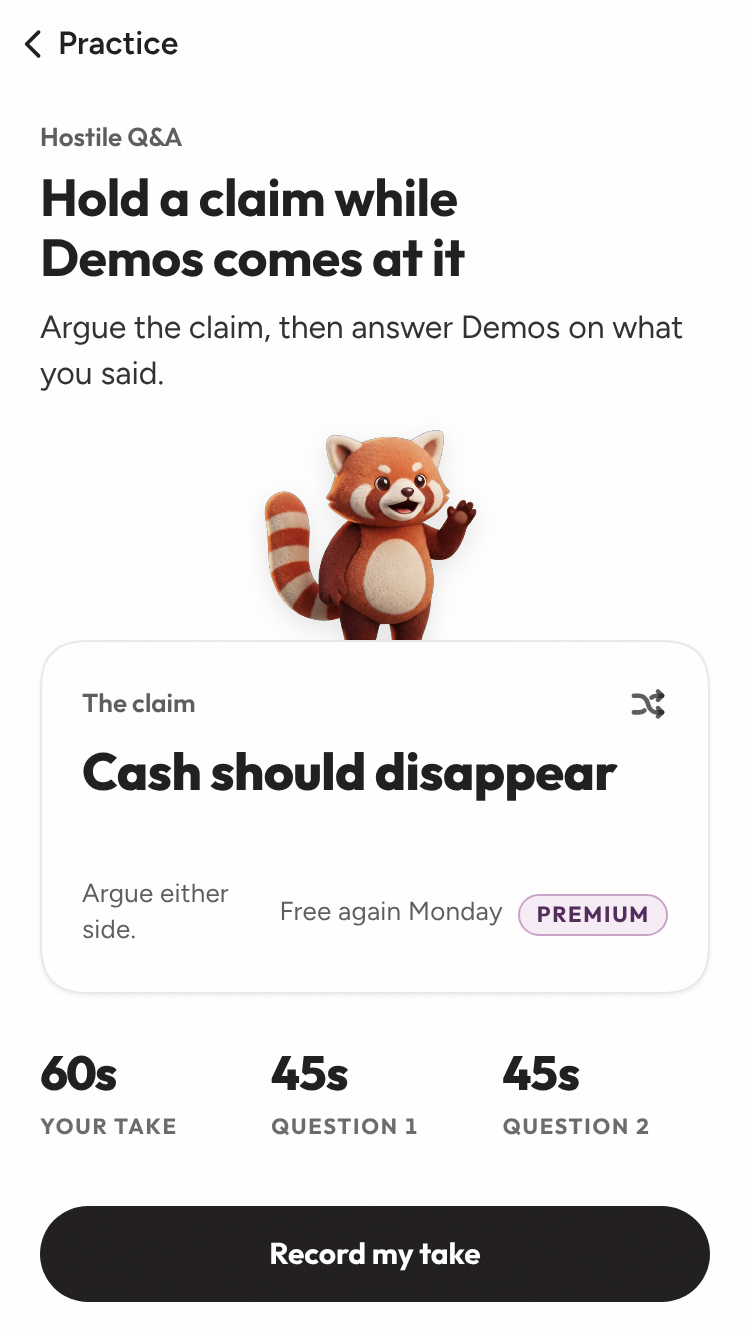 Practice
Hostile Q&A
Hold a claim while
Demos comes at it
Argue the claim, then answer Demos on what
you said.
The claim
Cash should disappear
Argue either
side.
Free again Monday
PREMIUM
60s
45s
45s
YOUR TAKE
QUESTION 1
QUESTION 2
Record my take